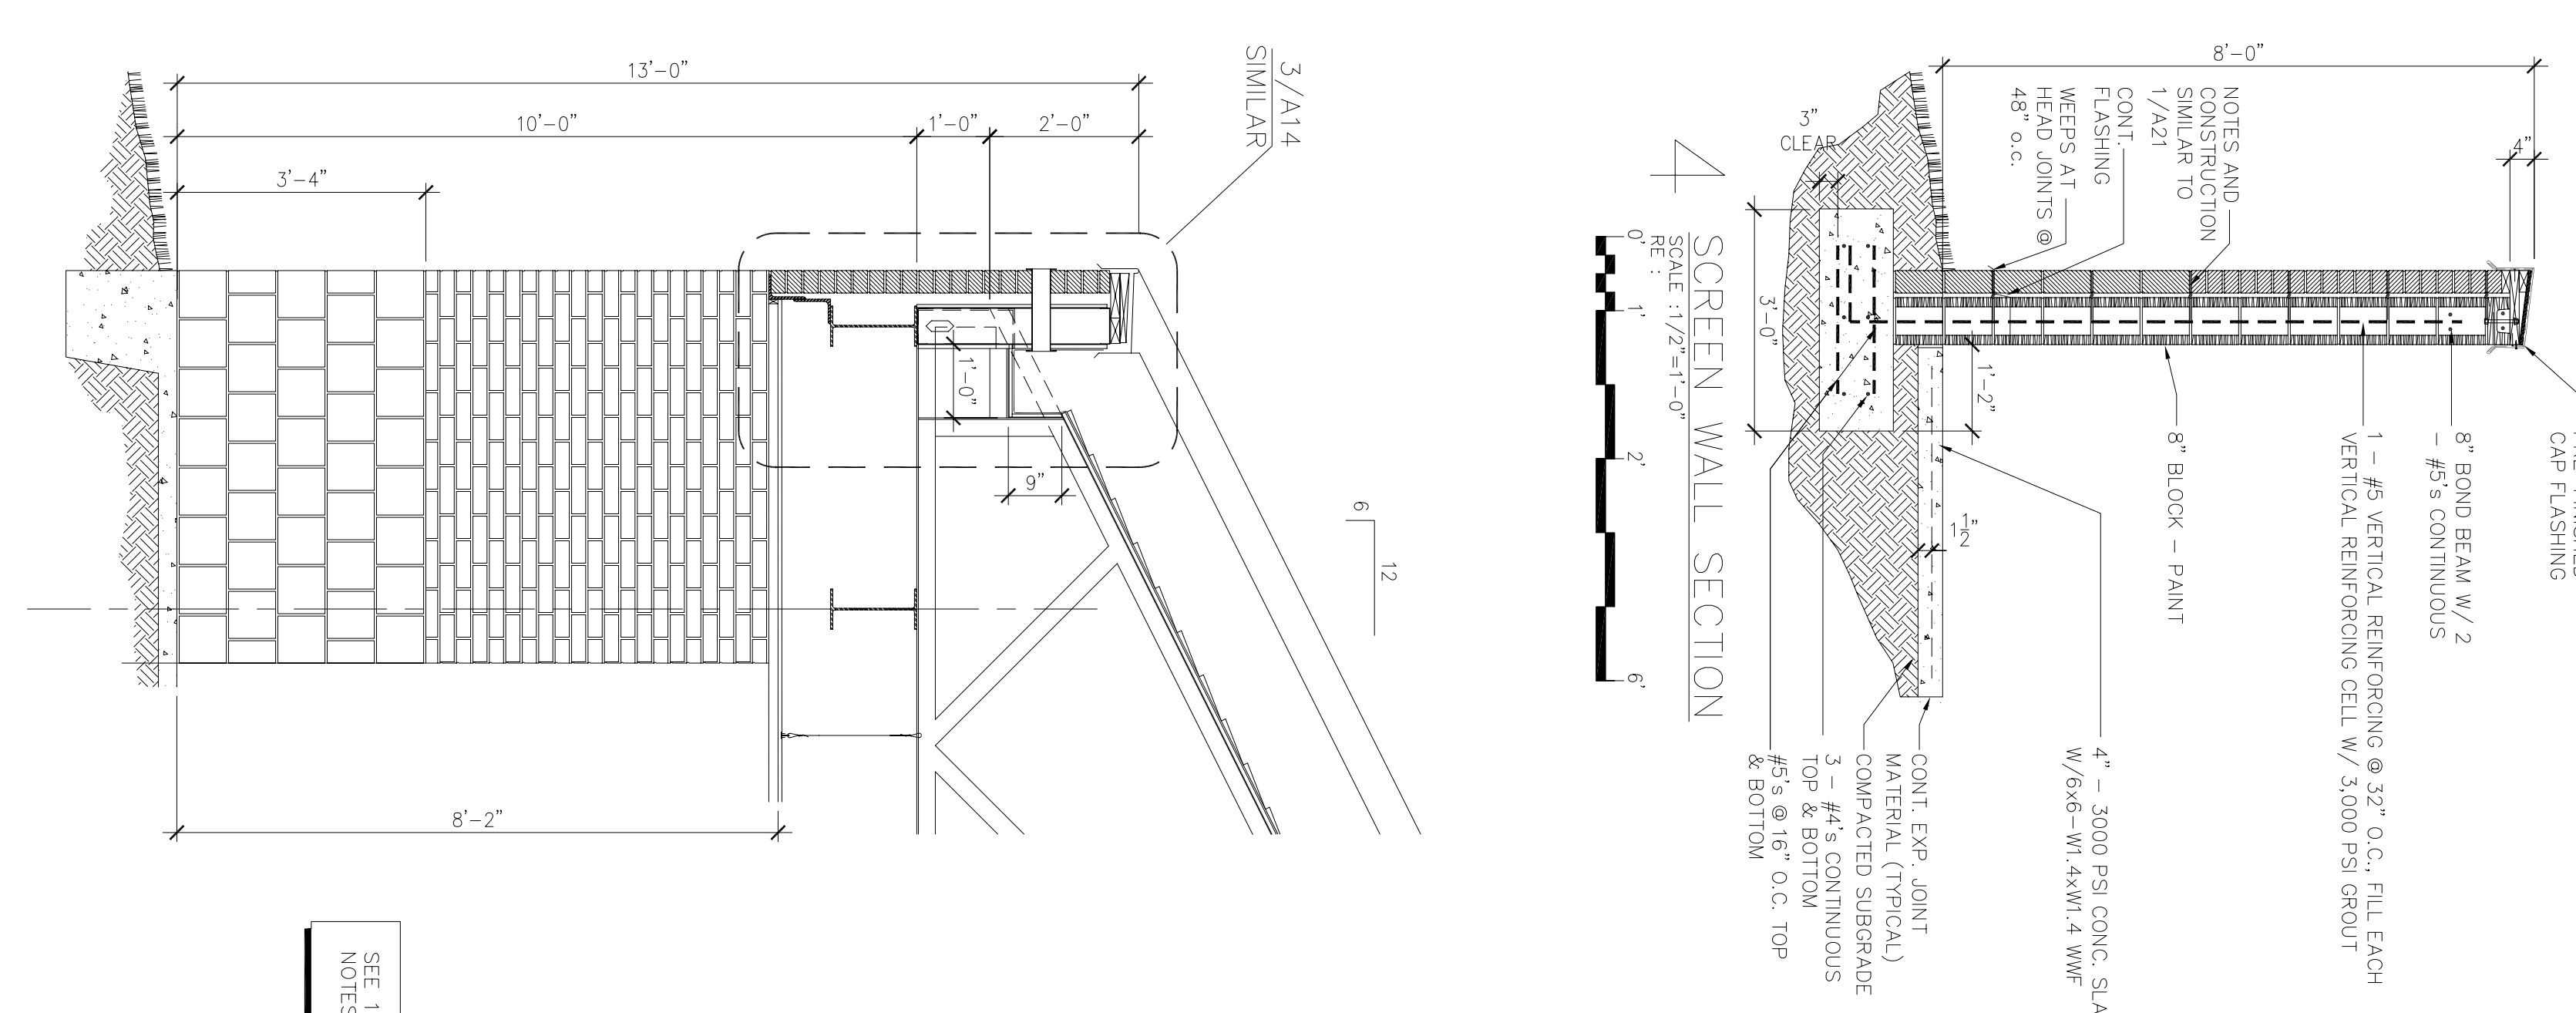 13'-0"
10'-0"
1'-0"
2'-0"
3'-4"
3/A14
SIMILAR
1'-0"
9"
6
12
8'-2"
SEE 1
NOTES
8'-0"
4"
NOTES AND
CONSTRUCTION
SIMILAR TO
1/A21
CONT.
FLASHING
WEEPS AT
HEAD JOINTS @
48" o.c.
3"
CLEAR
3'-0"
1'-2"
1 1/2"
CAP FLASHING
8" BOND BEAM W/ 2
- #5's CONTINUOUS
1 - #5 VERTICAL REINFORCING @ 32" O.C., FILL EACH
VERTICAL REINFORCING CELL W/ 3,000 PSI GROUT
8" BLOCK - PAINT
4" - 3000 PSI CONC. SLA
W/6x6-W1.4xW1.4 WWF
CONT. EXP. JOINT
MATERIAL (TYPICAL)
COMPACTED SUBGRADE
3 - #4's CONTINUOUS
TOP & BOTTOM
#5's @ 16" O.C. TOP
& BOTTOM
4 SCREEN WALL SECTION
SCALE :1/2"=1'-0"
RE :
0' 1' 2' 6'